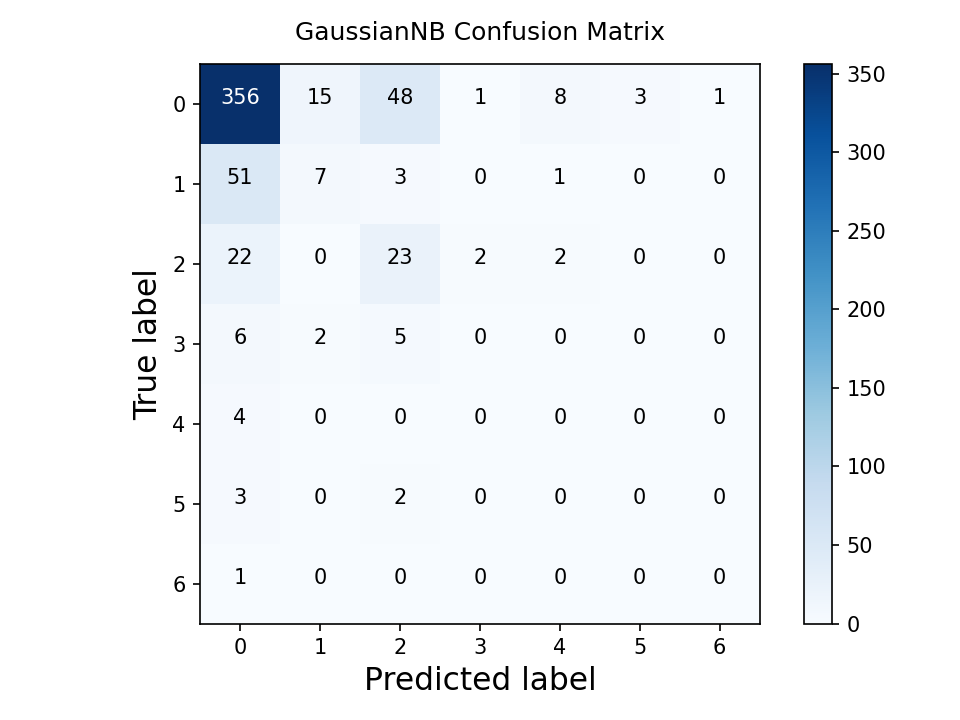 GaussianNB Confusion Matrix
0 356 15 48 1 8 3 1
1 51 7 3 0 1 0 0
2 22 0 23 2 2 0 0
3 6 2 5 0 0 0 0
4 4 0 0 0 0 0 0
5 3 0 2 0 0 0 0
6 1 0 0 0 0 0 0
0 1 2 3 4 5 6
True label
Predicted label
350
300
250
200
150
100
50
0